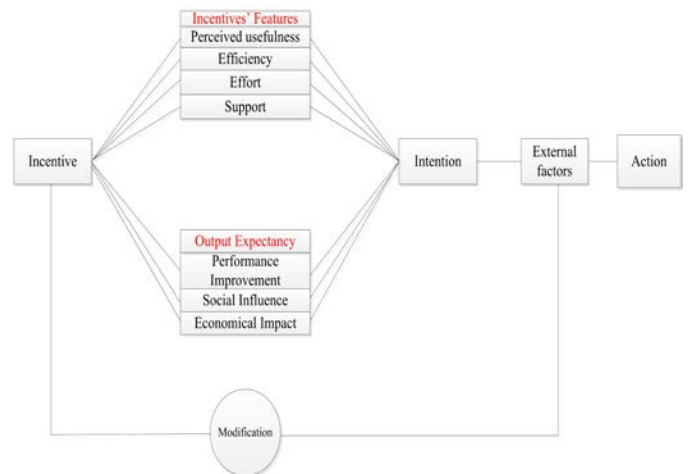 Incentives' Features
Perceived usefulness
Efficiency
Effort
Support
Incentive
Intention
External
factors
Action
Output Expectancy
Performance
Improvement
Social Influence
Economical Impact
Modification